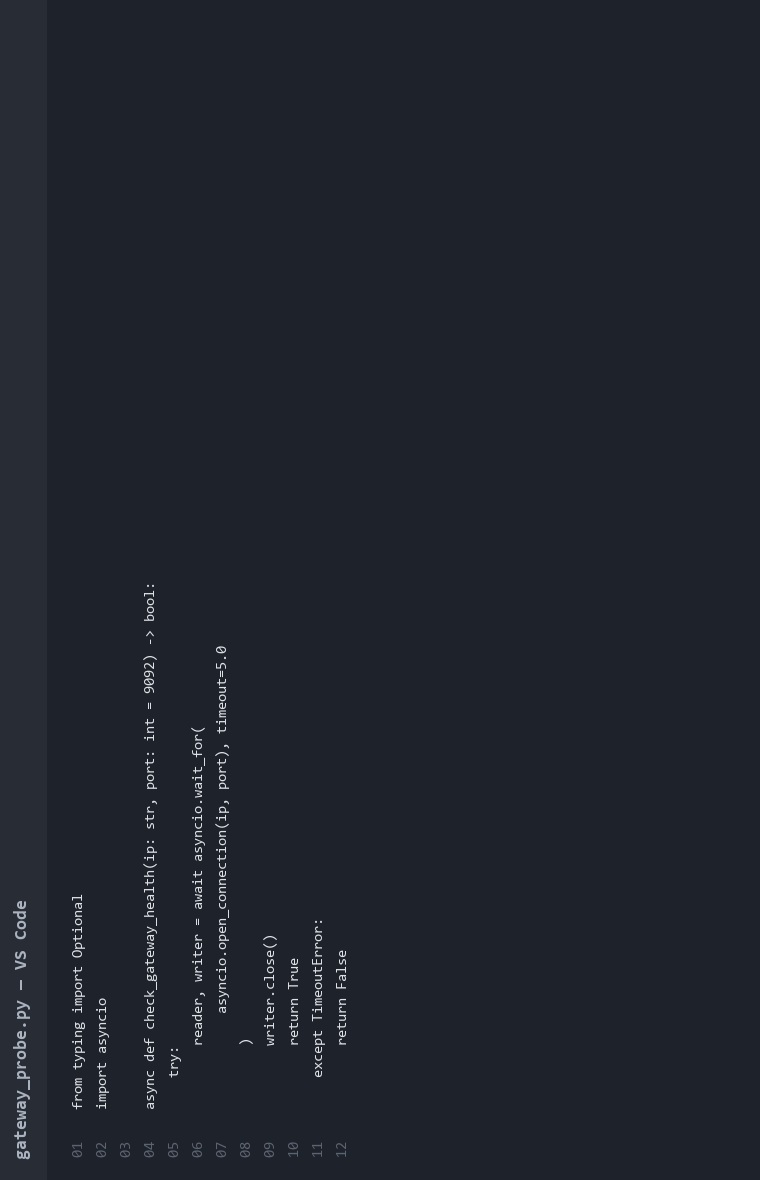 gateway_probe.py — VS Code
01 from typing import Optional
02 import asyncio
03
04 async def check_gateway_health(ip: str, port: int = 9092) -> bool:
05     try:
06         reader, writer = await asyncio.wait_for(
07             asyncio.open_connection(ip, port), timeout=5.0
08         )
09         writer.close()
10         return True
11     except TimeoutError:
12         return False